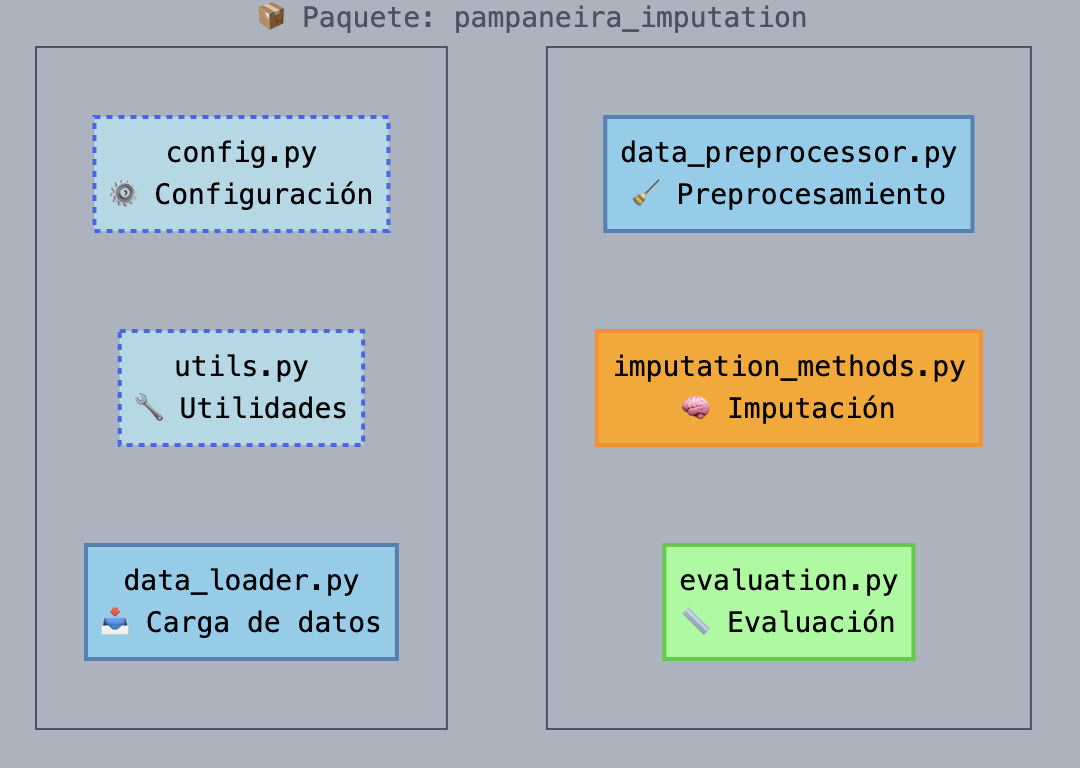 📦 Paquete: pampaneira_imputation
config.py
⚙️ Configuración
utils.py
🔧 Utilidades
data_loader.py
📥 Carga de datos
data_preprocessor.py
🧹 Preprocesamiento
imputation_methods.py
🧠 Imputación
evaluation.py
📏 Evaluación